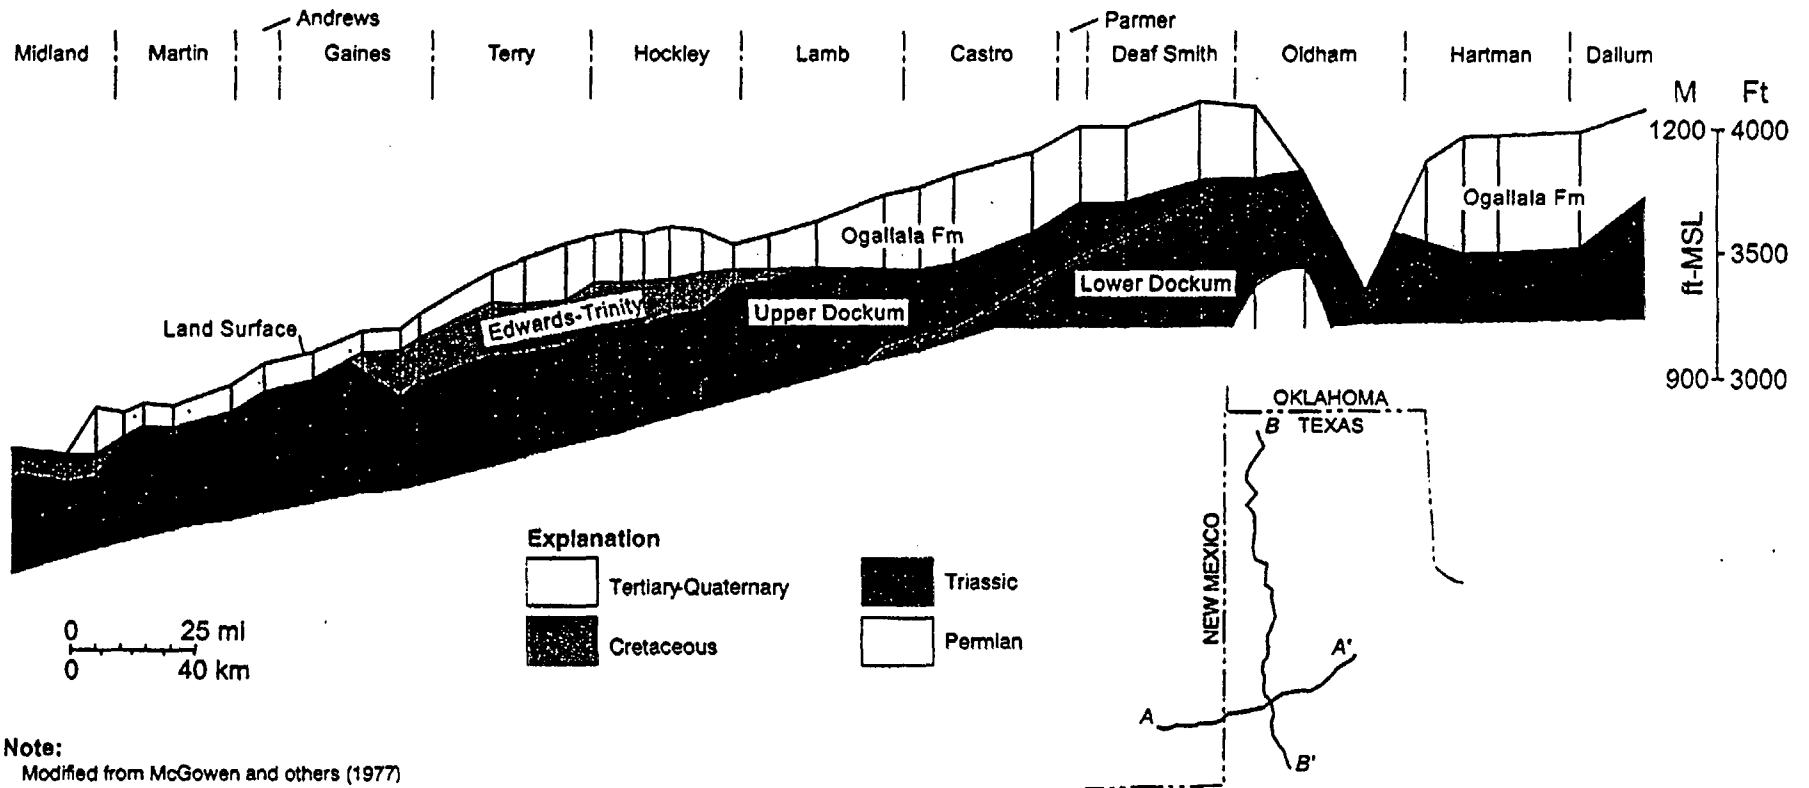 Andrews
Parmer
Midland Martin Gaines Terry Hockley Lamb Castro Deaf Smith Oldham Hartman Dallum
M Ft
1200 4000
Ogallala Fm
Ogallala Fm
3500
ft-MSL
Lower Dockum
Edwards-Trinity
Upper Dockum
Land Surface
900 3000
OKLAHOMA
TEXAS
B
NEW MEXICO
A'
A
B'
Explanation
Tertiary-Quaternary
Triassic
Cretaceous
Permian
0 25 mi
0 40 km
Note:
Modified from McGowen and others (1977)